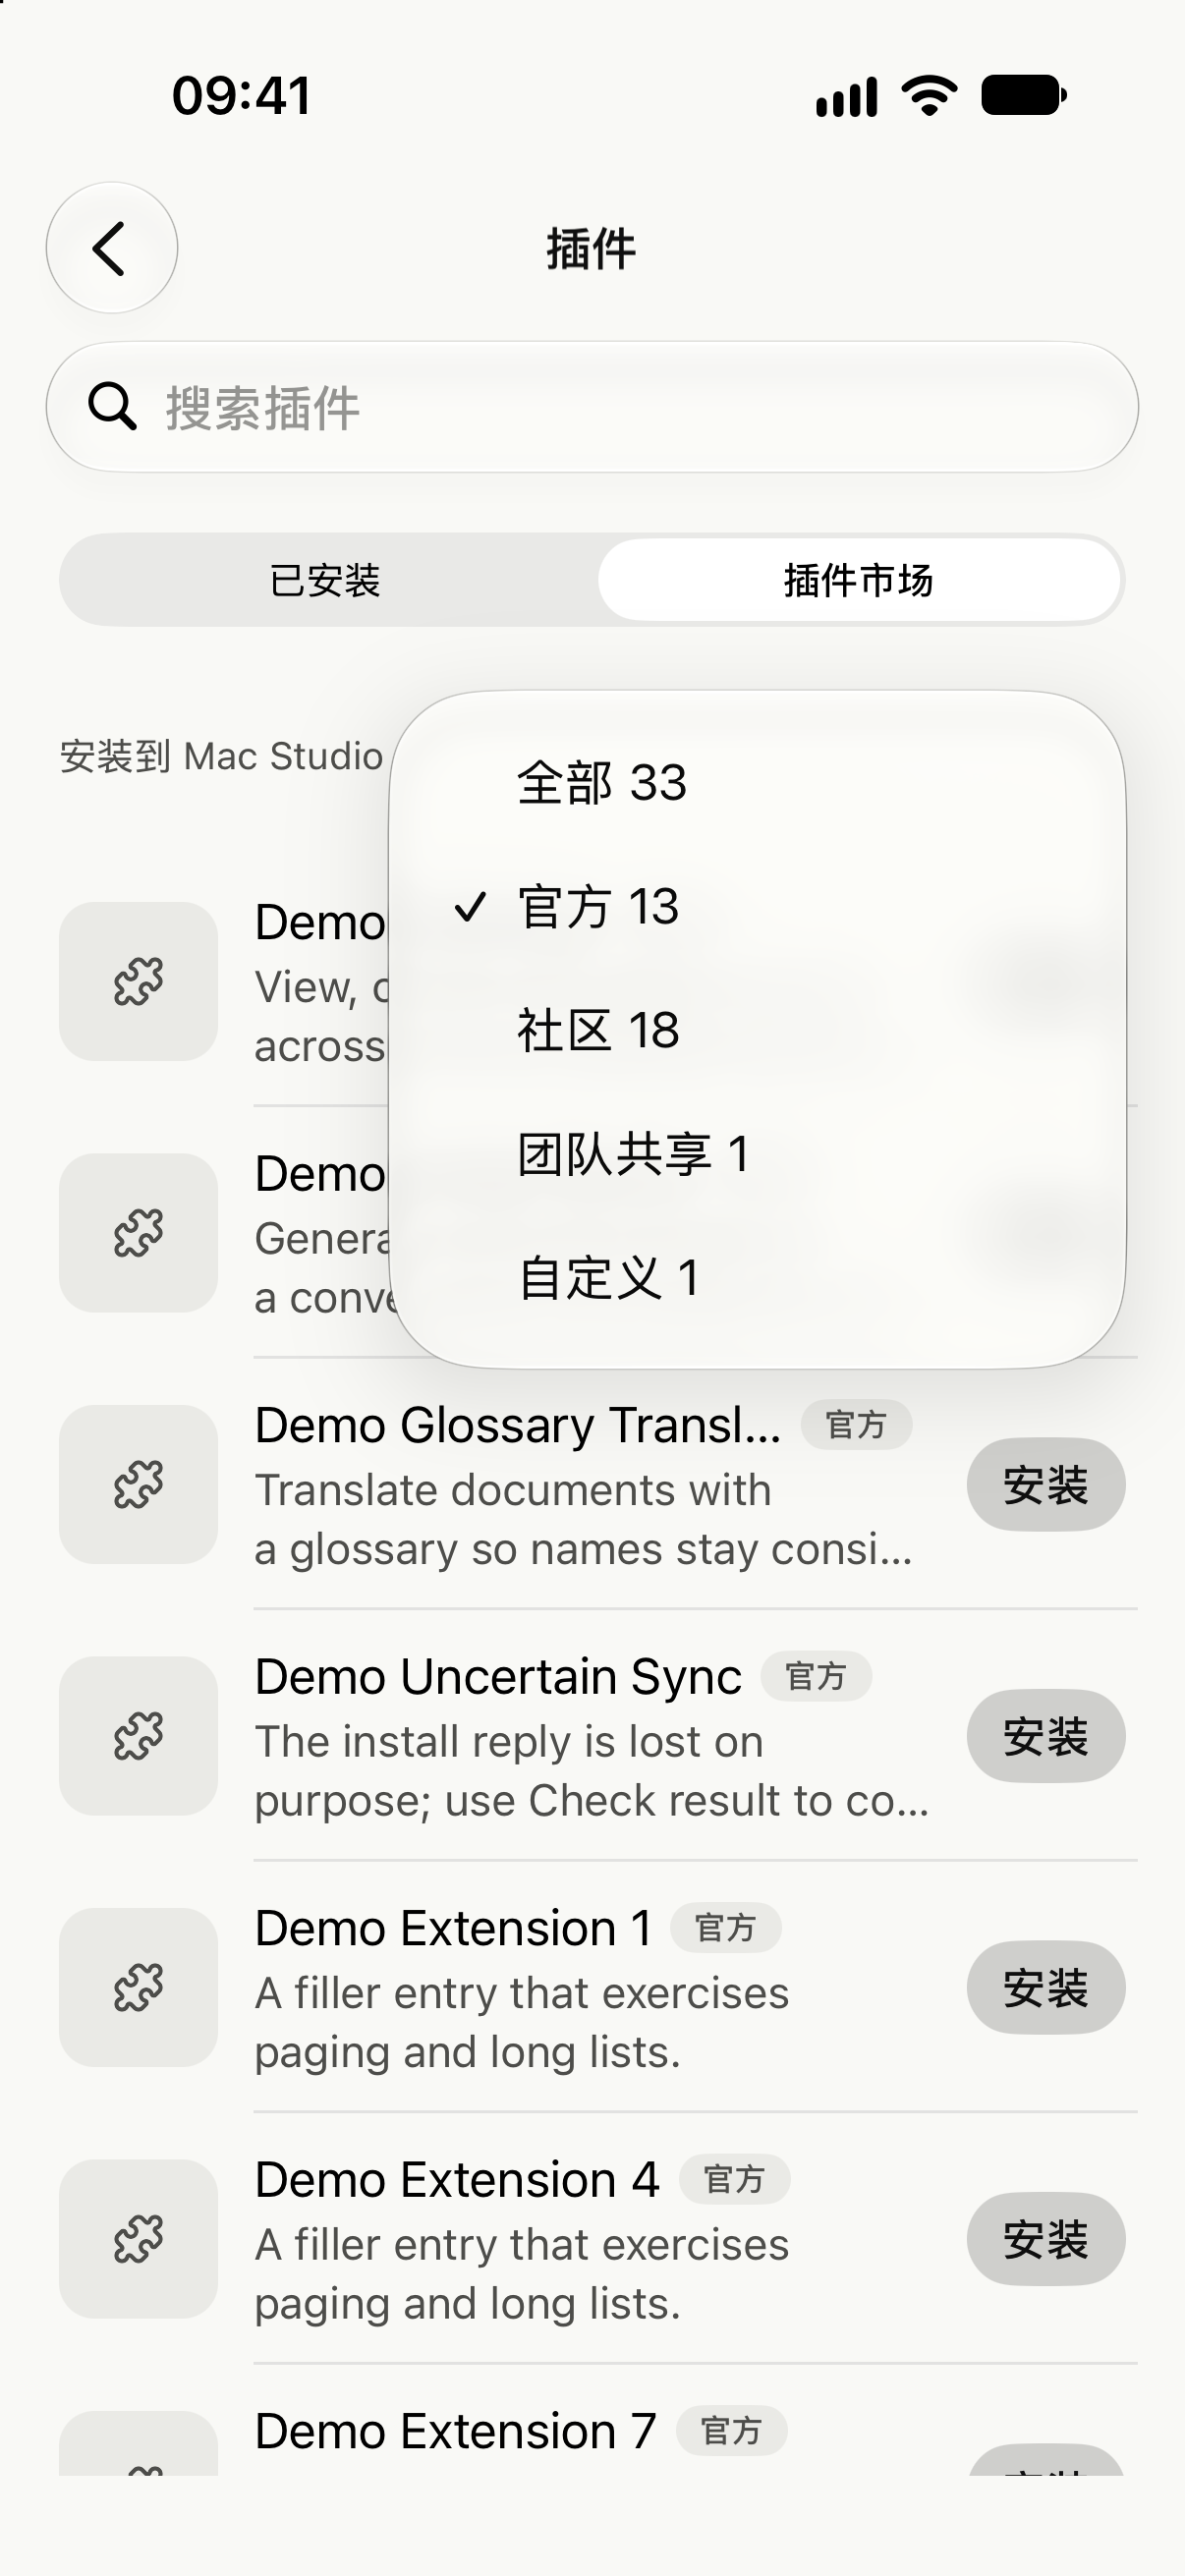 09:41
插件
搜索插件
已安装
插件市场
安装到 Mac Studio
全部 33
官方 13
社区 18
团队共享 1
自定义 1
Demo
View,
across
Demo
a
Demo Glossary Transl... 官方
Translate documents with
a glossary so names stay consi...
安装
Demo Uncertain Sync 官方
The install reply is lost on
purpose; use Check result to co...
安装
Demo Extension 1 官方
A filler entry that exercises
paging and long lists.
安装
Demo Extension 4 官方
A filler entry that exercises
paging and long lists.
安装
Demo Extension 7 官方